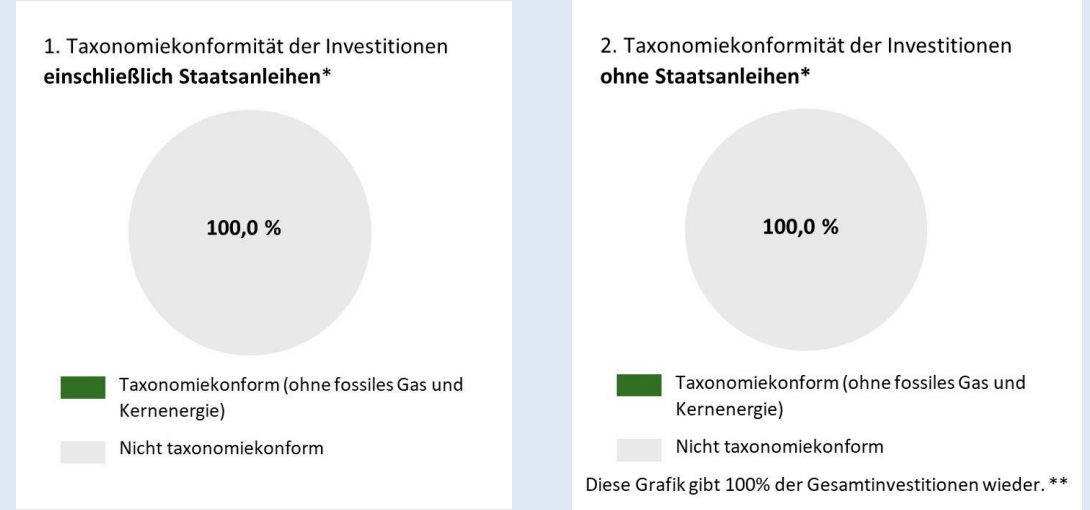 1. Taxonomiekonformität der Investitionen
einschließlich Staatsanleihen*
100,0 %
Taxonomiekonform (ohne fossiles Gas und
Kernenergie)
Nicht taxonomiekonform
2. Taxonomiekonformität der Investitionen
ohne Staatsanleihen*
100,0 %
Taxonomiekonform (ohne fossiles Gas und
Kernenergie)
Nicht taxonomiekonform
Diese Grafik gibt 100% der Gesamtinvestitionen wieder. **